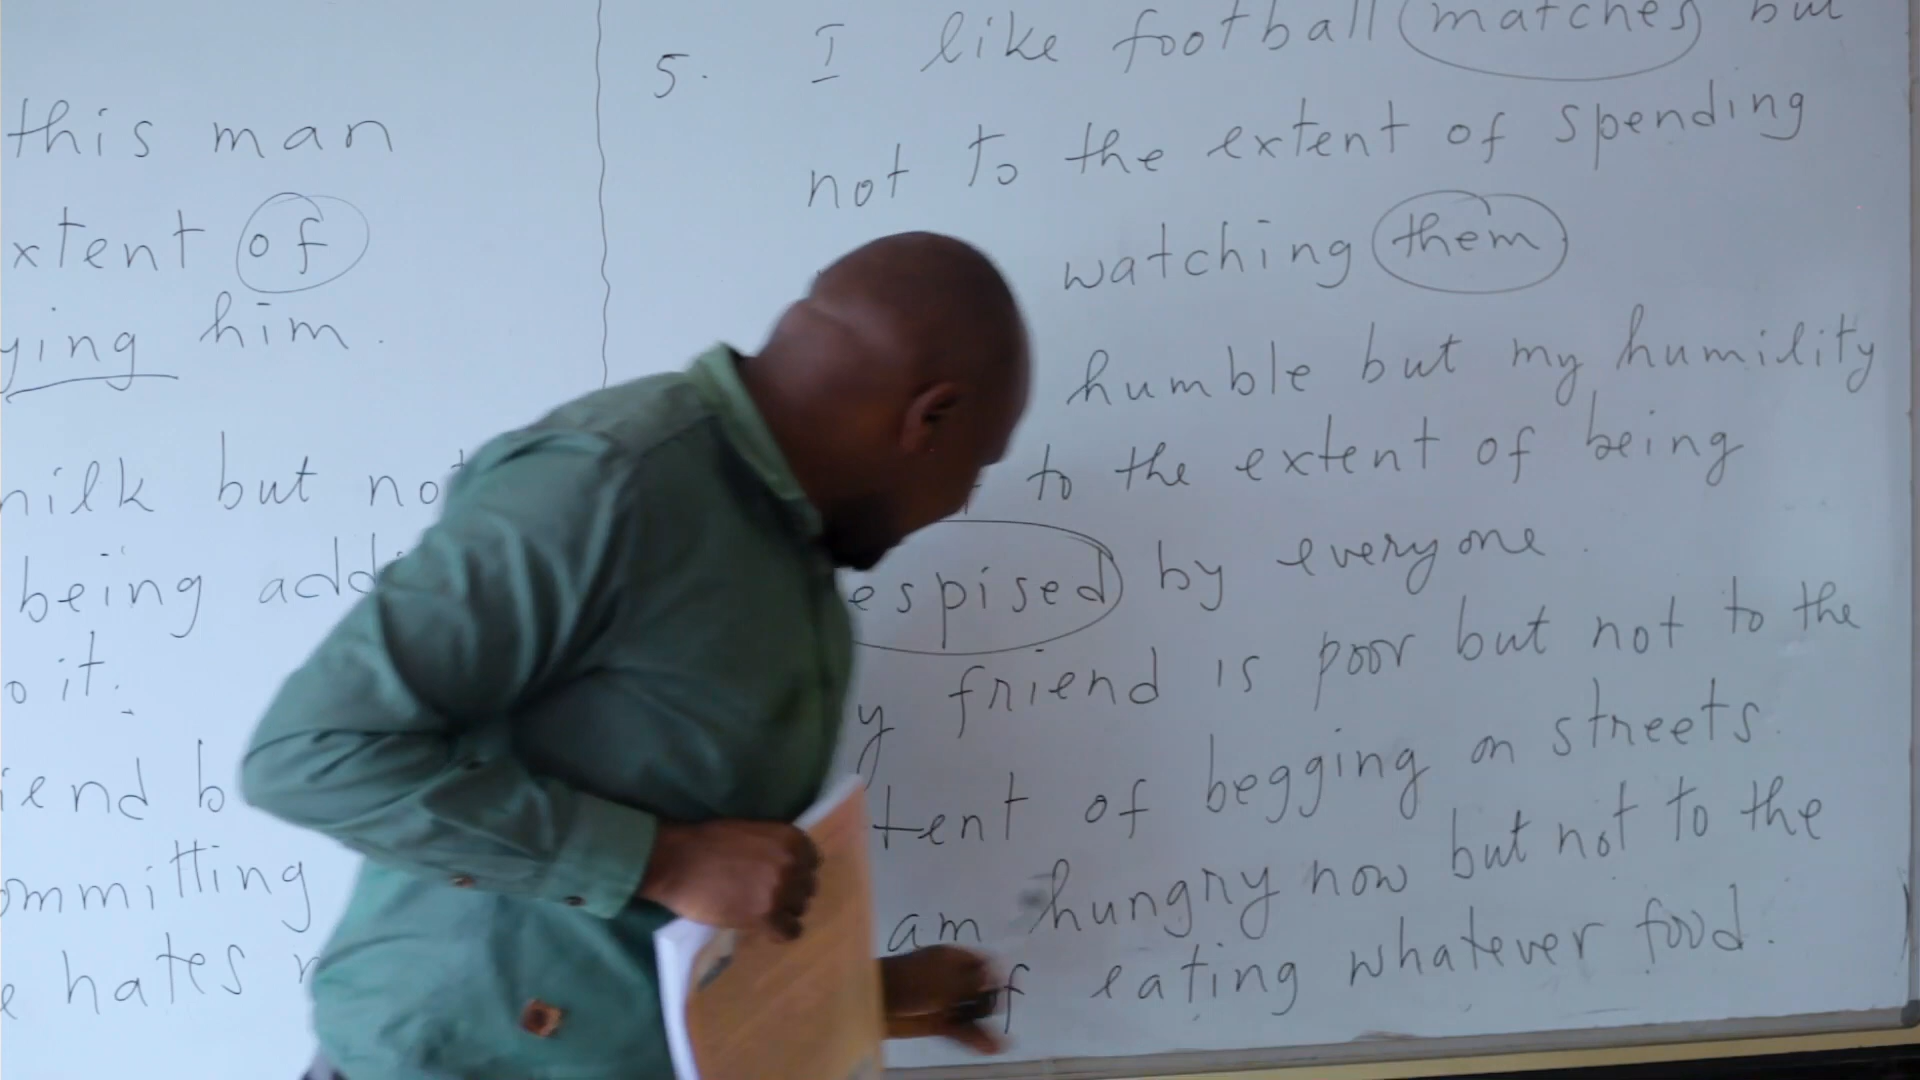 this man
xtent of
ying him.
milk but not
being add
o it.
iend b
ommitting
e hates
5. I like football matches but
not to the extent of spending
watching them
humble but my humility
to the extent of being
espised by everyone.
y friend is poor but not to the
tent of begging on streets.
am hungry now but not to the
of eating whatever food.